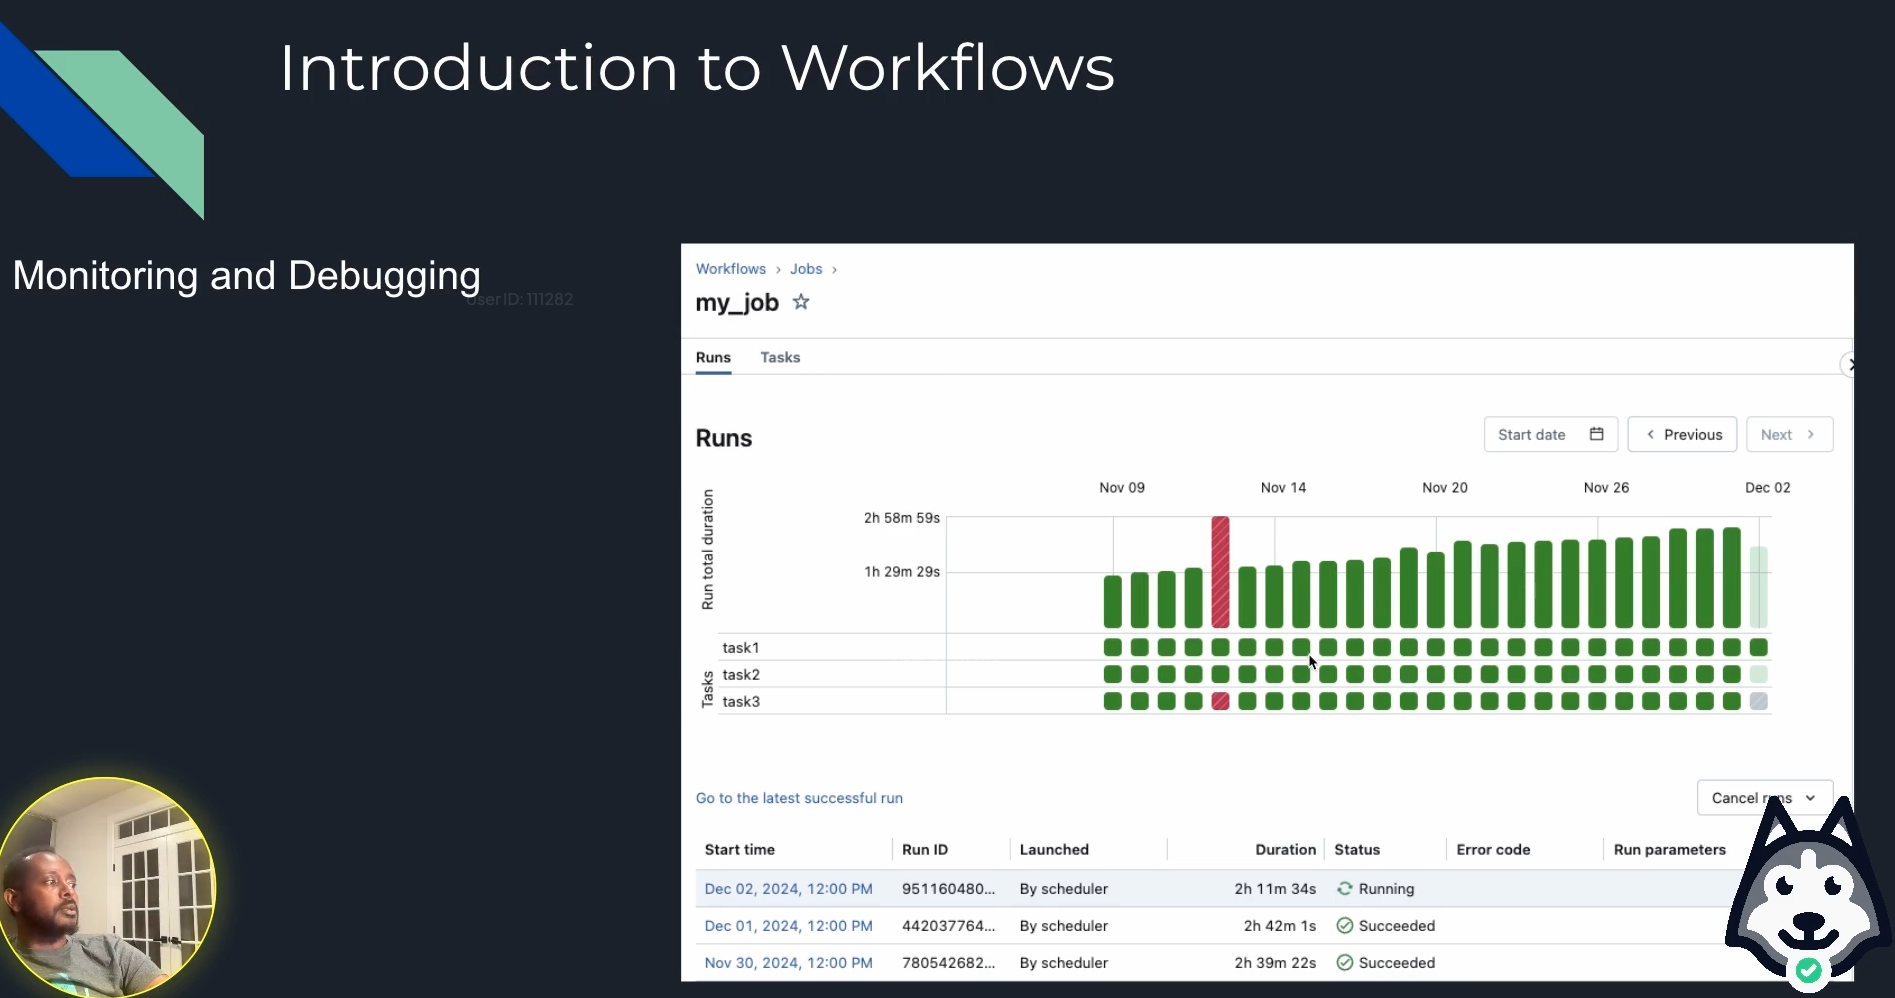 Introduction to Workflows
Monitoring and Debugging
UserID: 111282
Workflows › Jobs ›
my_job
Runs Tasks
Runs
Start date Previous Next
Nov 09 Nov 14 Nov 20 Nov 26 Dec 02
Run total duration
2h 58m 59s
1h 29m 29s
Tasks
task1
task2
task3
Go to the latest successful run
Cancel runs
Start time Run ID Launched Duration Status Error code Run parameters
Dec 02, 2024, 12:00 PM 951160480... By scheduler 2h 11m 34s Running
Dec 01, 2024, 12:00 PM 442037764... By scheduler 2h 42m 1s Succeeded
Nov 30, 2024, 12:00 PM 780542682... By scheduler 2h 39m 22s Succeeded